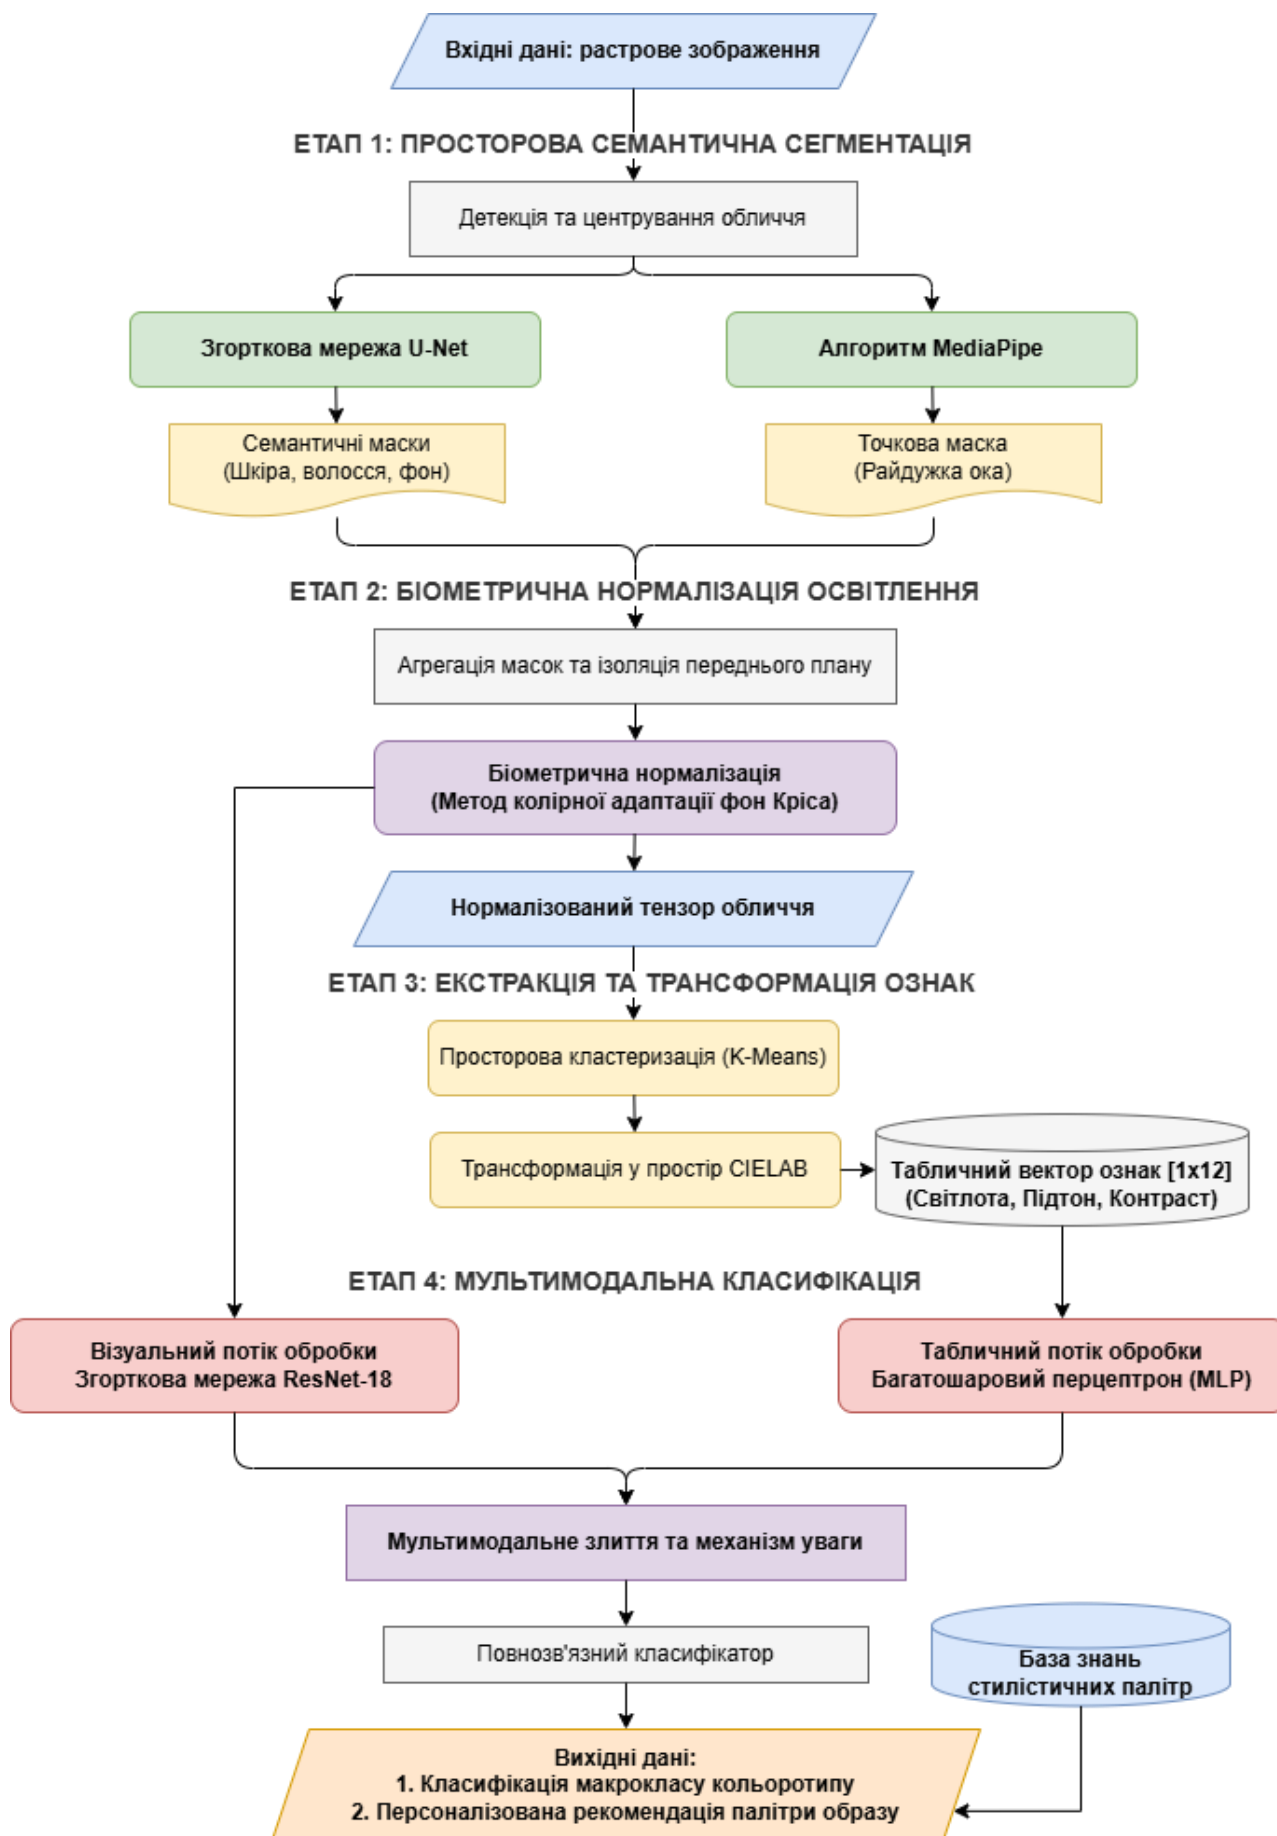 Вхідні дані: растрове зображення
ЕТАП 1: ПРОСТОРОВА СЕМАНТИЧНА СЕГМЕНТАЦІЯ
Детекція та центрування обличчя
Згорткова мережа U-Net
Алгоритм MediaPipe
Семантичні маски
(Шкіра, волосся, фон)
Точкова маска
(Райдужка ока)
ЕТАП 2: БІОМЕТРИЧНА НОРМАЛІЗАЦІЯ ОСВІТЛЕННЯ
Агрегація масок та ізоляція переднього плану
Біометрична нормалізація
(Метод колірної адаптації фон Кріса)
Нормалізований тензор обличчя
ЕТАП 3: ЕКСТРАКЦІЯ ТА ТРАНСФОРМАЦІЯ ОЗНАК
Просторова кластеризація (K-Means)
Трансформація у простір CIELAB
Табличний вектор ознак [1x12]
(Світлота, Підтон, Контраст)
ЕТАП 4: МУЛЬТИМОДАЛЬНА КЛАСИФІКАЦІЯ
Візуальний потік обробки
Згорткова мережа ResNet-18
Табличний потік обробки
Багатошаровий перцептрон (MLP)
Мультимодальне злиття та механізм уваги
Повнозв'язний класифікатор
База знань
стилістичних палітр
Вихідні дані:
1. Класифікація макрокласу кольоротипу
2. Персоналізована рекомендація палітри образу